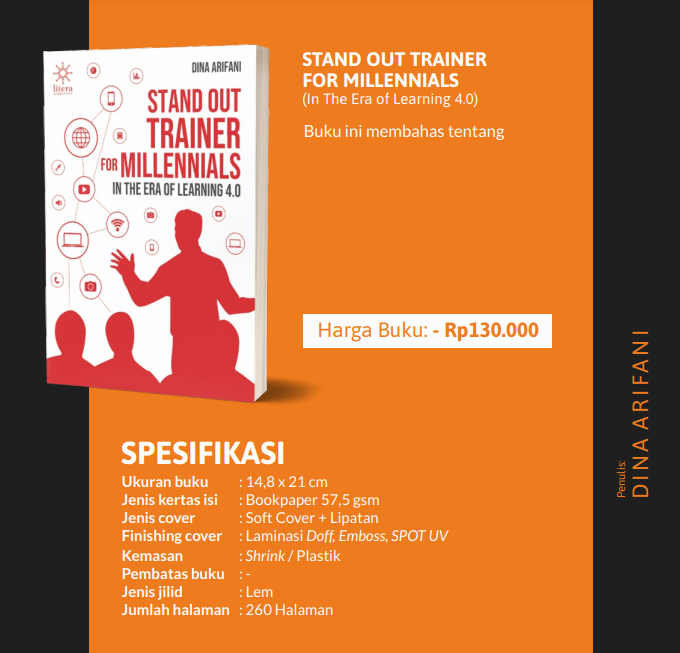 litera
DINA ARIFANI
STAND OUT
TRAINER
FOR MILLENNIALS
IN THE ERA OF LEARNING 4.0
STAND OUT TRAINER
FOR MILLENNIALS
(In The Era of Learning 4.0)
Buku ini membahas tentang
Harga Buku: - Rp130.000
Penulis:
DINA ARIFANI
SPESIFIKASI
Ukuran buku : 14,8 x 21 cm
Jenis kertas isi : Bookpaper 57,5 gsm
Jenis cover : Soft Cover + Lipatan
Finishing cover : Laminasi Doff, Emboss, SPOT UV
Kemasan : Shrink / Plastik
Pembatas buku : -
Jenis jilid : Lem
Jumlah halaman : 260 Halaman